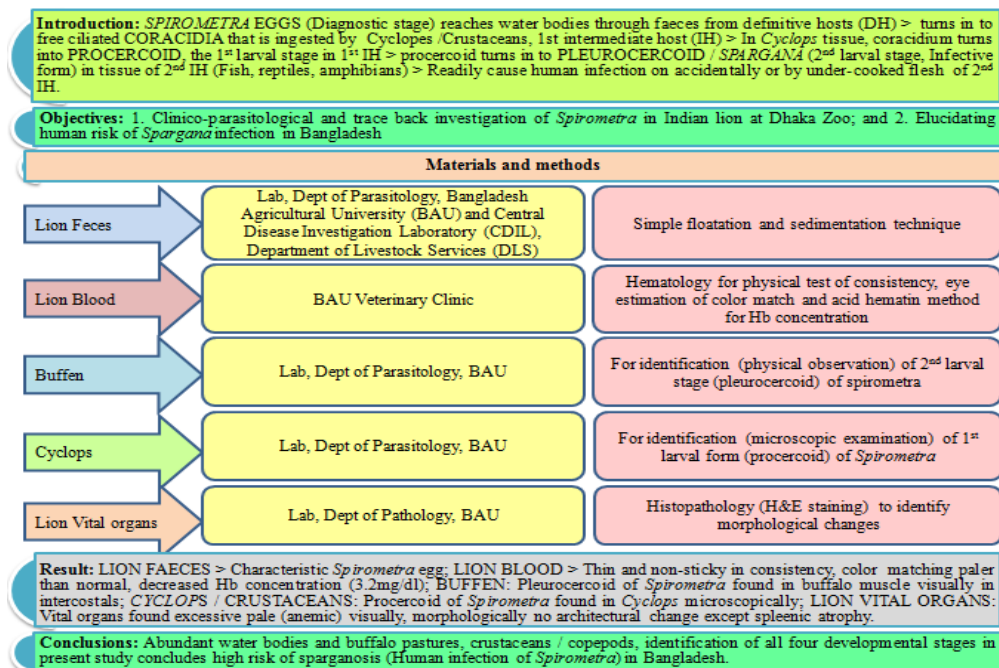 Introduction: SPIROMETRA EGGS (Diagnostic stage) reaches water bodies through faeces from definitive hosts (DH) > turns in to
free ciliated CORACIDIA that is ingested by Cyclopes /Crustaceans, 1st intermediate host (IH) > In Cyclops tissue, coracidium turns
into PROCERCOID, the 1st larval stage in 1st IH > procercoid turns in to PLEUROCERCOID / SPARGANA (2nd larval stage, Infective
form) in tissue of 2nd IH (Fish, reptiles, amphibians) > Readily cause human infection on accidentally or by under-cooked flesh of 2nd
IH.
Objectives: 1. Clinico-parasitological and trace back investigation of Spirometra in Indian lion at Dhaka Zoo; and 2. Elucidating
human risk of Spargana infection in Bangladesh
Materials and methods
Lion Feces
Lab, Dept of Parasitology, Bangladesh
Agricultural University (BAU) and Central
Disease Investigation Laboratory (CDIL),
Department of Livestock Services (DLS)
Simple floatation and sedimentation technique
Lion Blood
BAU Veterinary Clinic
Hematology for physical test of consistency, eye
estimation of color match and acid hematin method
for Hb concentration
Buffen
Lab, Dept of Parasitology, BAU
For identification (physical observation) of 2nd larval
stage (pleurocercoid) of spirometra
Cyclops
Lab, Dept of Parasitology, BAU
For identification (microscopic examination) of 1st
larval form (procercoid) of Spirometra
Lion Vital organs
Lab, Dept of Pathology, BAU
Histopathology (H&E staining) to identify
morphological changes
Result: LION FAECES > Characteristic Spirometra egg; LION BLOOD > Thin and non-sticky in consistency, color matching paler
than normal, decreased Hb concentration (3.2mg/dl); BUFFEN: Pleurocercoid of Spirometra found in buffalo muscle visually in
intercostals; CYCLOPS / CRUSTACEANS: Procercoid of Spirometra found in Cyclops microscopically; LION VITAL ORGANS:
Vital organs found excessive pale (anemic) visually, morphologically no architectural change except spleenic atrophy.
Conclusions: Abundant water bodies and buffalo pastures, crustaceans / copepods, identification of all four developmental stages in
present study concludes high risk of sparganosis (Human infection of Spirometra) in Bangladesh.